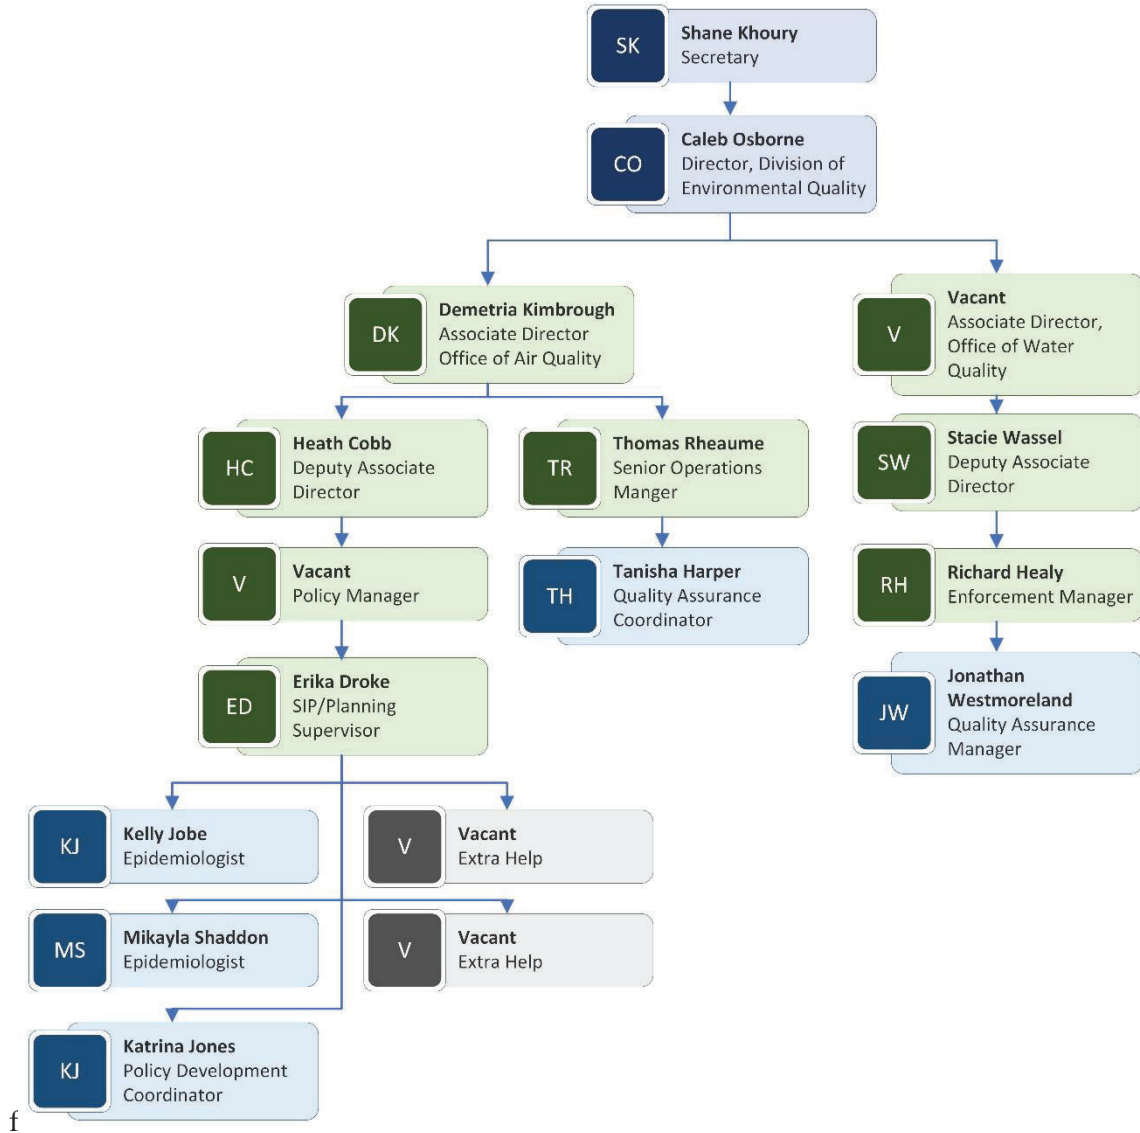 SK
Shane Khoury
Secretary
CO
Caleb Osborne
Director, Division of
Environmental Quality
DK
Demetria Kimbrough
Associate Director
Office of Air Quality
V
Vacant
Associate Director,
Office of Water
Quality
HC
Heath Cobb
Deputy Associate
Director
TR
Thomas Rheaume
Senior Operations
Manger
SW
Stacie Wassel
Deputy Associate
Director
V
Vacant
Policy Manager
TH
Tanisha Harper
Quality Assurance
Coordinator
RH
Richard Healy
Enforcement Manager
ED
Erika Droke
SIP/Planning
Supervisor
JW
Jonathan
Westmoreland
Quality Assurance
Manager
KJ
Kelly Jobe
Epidemiologist
V
Vacant
Extra Help
MS
Mikayla Shaddon
Epidemiologist
V
Vacant
Extra Help
KJ
Katrina Jones
Policy Development
Coordinator
f